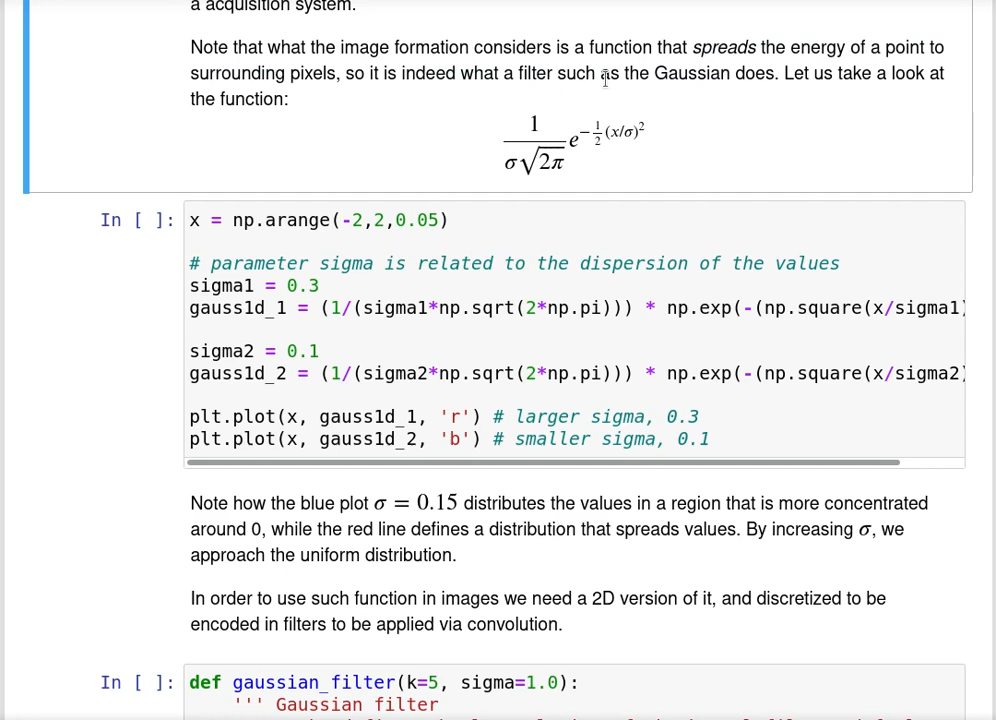 a acquisition system.
Note that what the image formation considers is a function that spreads the energy of a point to
surrounding pixels, so it is indeed what a filter such as the Gaussian does. Let us take a look at
the function:
\frac{1}{\sigma\sqrt{2\pi}} e^{-\frac{1}{2}(x/\sigma)^2}
In [ ]: x = np.arange(-2,2,0.05)
# parameter sigma is related to the dispersion of the values
sigma1 = 0.3
gauss1d_1 = (1/(sigma1*np.sqrt(2*np.pi))) * np.exp(-(np.square(x/sigma1)
sigma2 = 0.1
gauss1d_2 = (1/(sigma2*np.sqrt(2*np.pi))) * np.exp(-(np.square(x/sigma2)
plt.plot(x, gauss1d_1, 'r') # larger sigma, 0.3
plt.plot(x, gauss1d_2, 'b') # smaller sigma, 0.1
Note how the blue plot σ = 0.15 distributes the values in a region that is more concentrated
around 0, while the red line defines a distribution that spreads values. By increasing σ, we
approach the uniform distribution.
In order to use such function in images we need a 2D version of it, and discretized to be
encoded in filters to be applied via convolution.
In [ ]: def gaussian_filter(k=5, sigma=1.0):
''' Gaussian filter